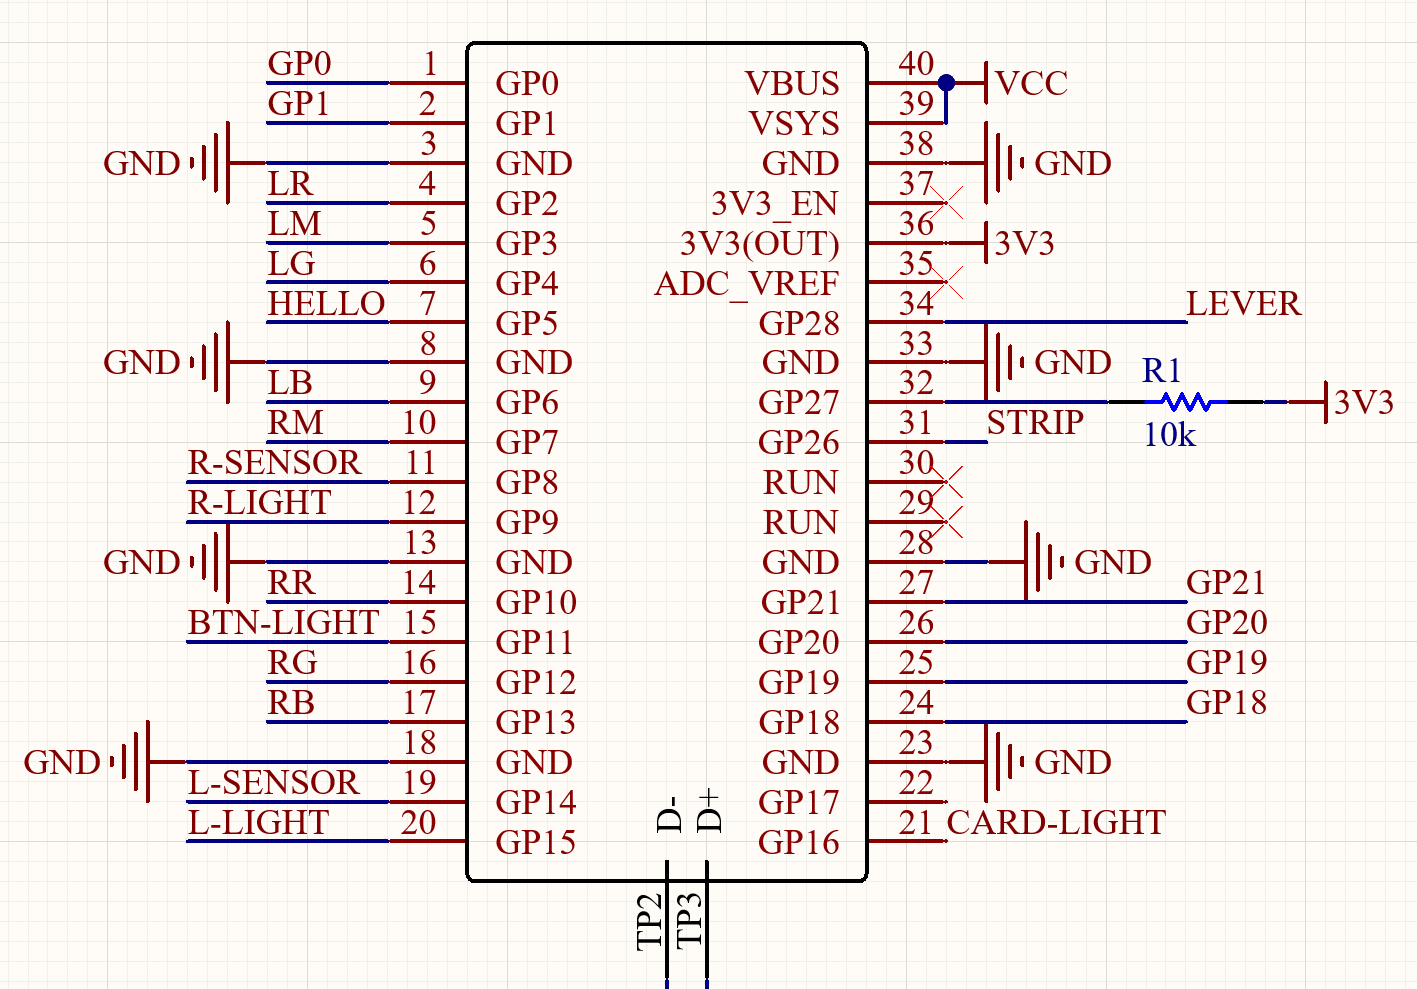 GP0 1 GP0 VBUS 40 VCC
GP1 2 GP1 VSYS 39
GND 3 GND GND 38 GND
LR 4 GP2 3V3_EN 37
LM 5 GP3 3V3(OUT) 36 3V3
LG 6 GP4 ADC_VREF 35
HELLO 7 GP5 GP28 34 LEVER
GND 8 GND GND 33 GND
LB 9 GP6 GP27 32 R1 10k 3V3
RM 10 GP7 GP26 31 STRIP
R-SENSOR 11 GP8 RUN 30
R-LIGHT 12 GP9 RUN 29
GND 13 GND GND 28 GND
RR 14 GP10 GP21 27 GP21
BTN-LIGHT 15 GP11 GP20 26 GP20
RG 16 GP12 GP19 25 GP19
RB 17 GP13 GP18 24 GP18
GND 18 GND GND 23 GND
L-SENSOR 19 GP14 GP17 22
L-LIGHT 20 GP15 GP16 21 CARD-LIGHT
D- D+
TP2 TP3